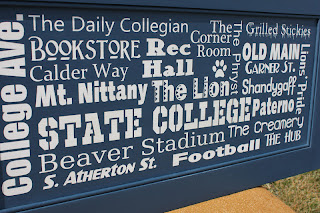 College Ave.
The Daily Collegian
Bookstore
Rec Hall
The Corner Room
The Phyrst
Grilled Stickies
OLD MAIN
GARNER ST.
Lions Pride
Calder Way
Mt. Nittany
The Lion
Shandygaff
STATE COLLEGE
Paterno
Beaver Stadium
The Creamery
S. Atherton St.
Football
THE HUB